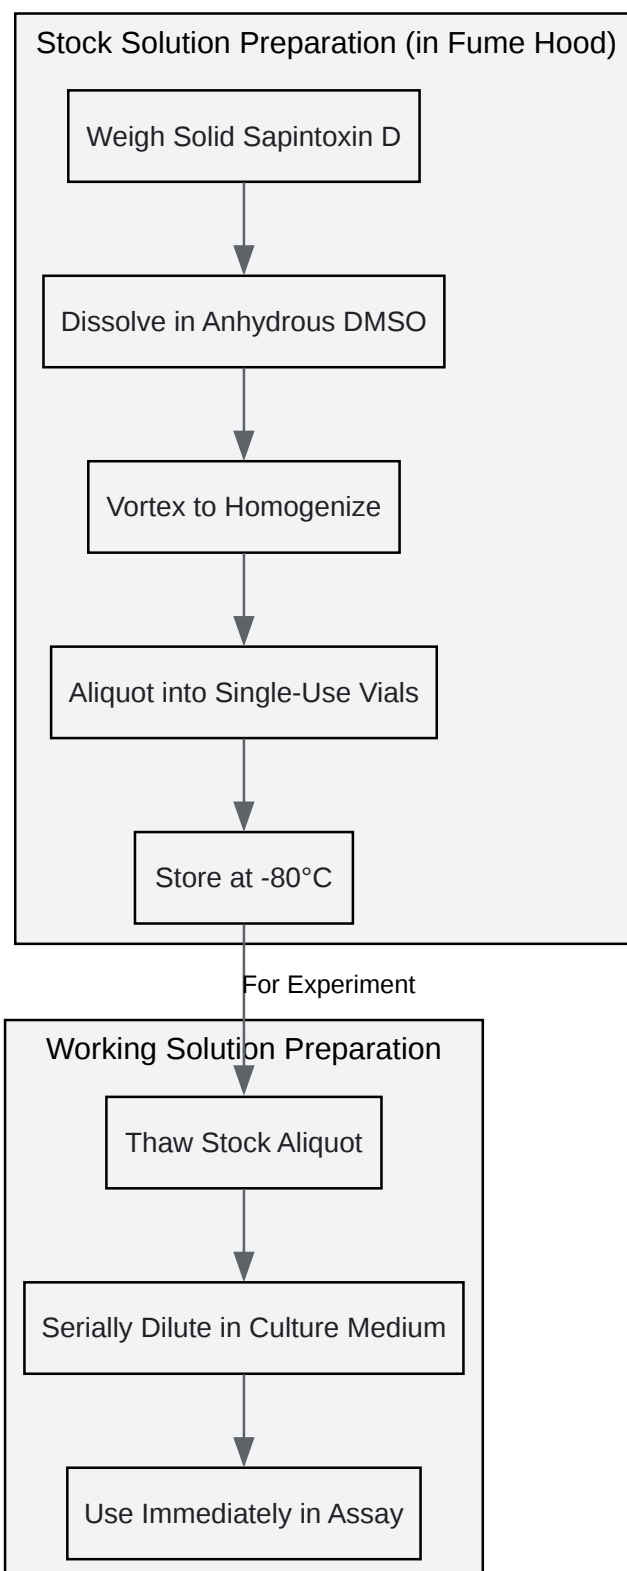 Stock Solution Preparation (in Fume Hood)
Weigh Solid Sapintoxin D
Dissolve in Anhydrous DMSO
Vortex to Homogenize
Aliquot into Single-Use Vials
Store at -80°C
For Experiment
Working Solution Preparation
Thaw Stock Aliquot
Serially Dilute in Culture Medium
Use Immediately in Assay